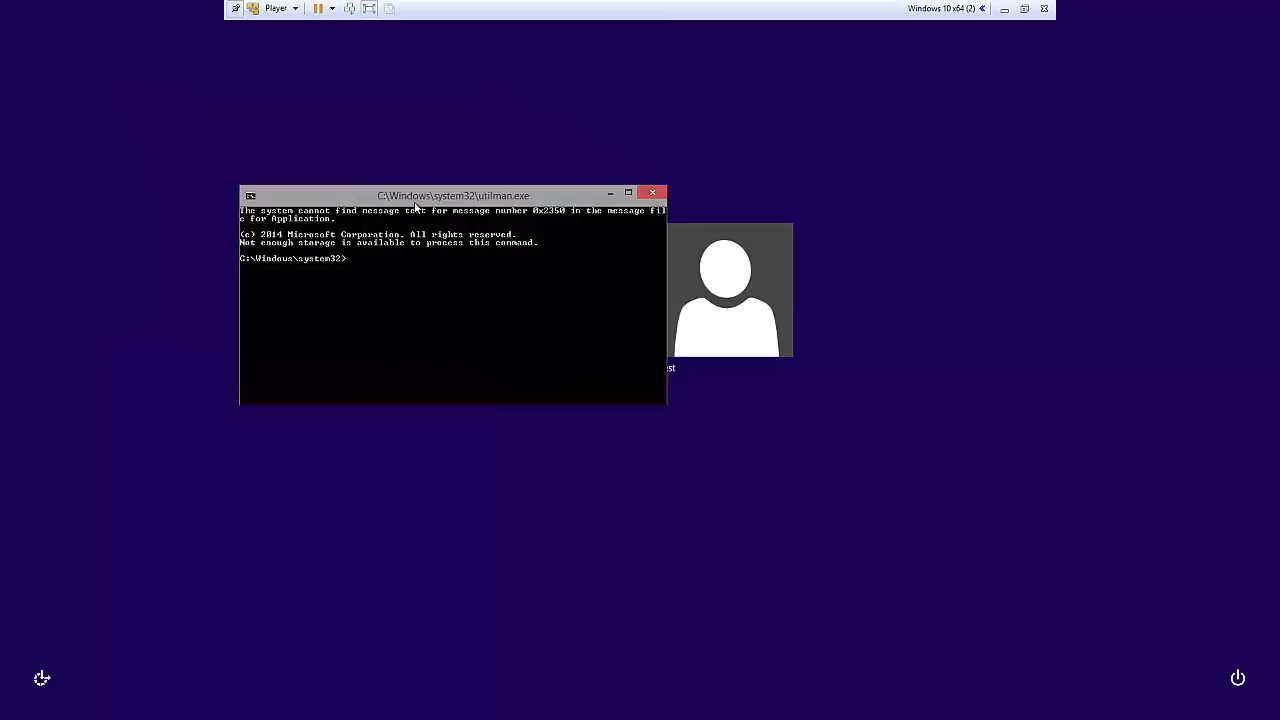 Player
Windows 10 x64 (2)
C:\Windows\system32\utilman.exe
The system cannot find message text for message number 0x2350 in the message fil
e for Application.
(c) 2014 Microsoft Corporation. All rights reserved.
Not enough storage is available to process this command.
C:\Windows\system32>
est